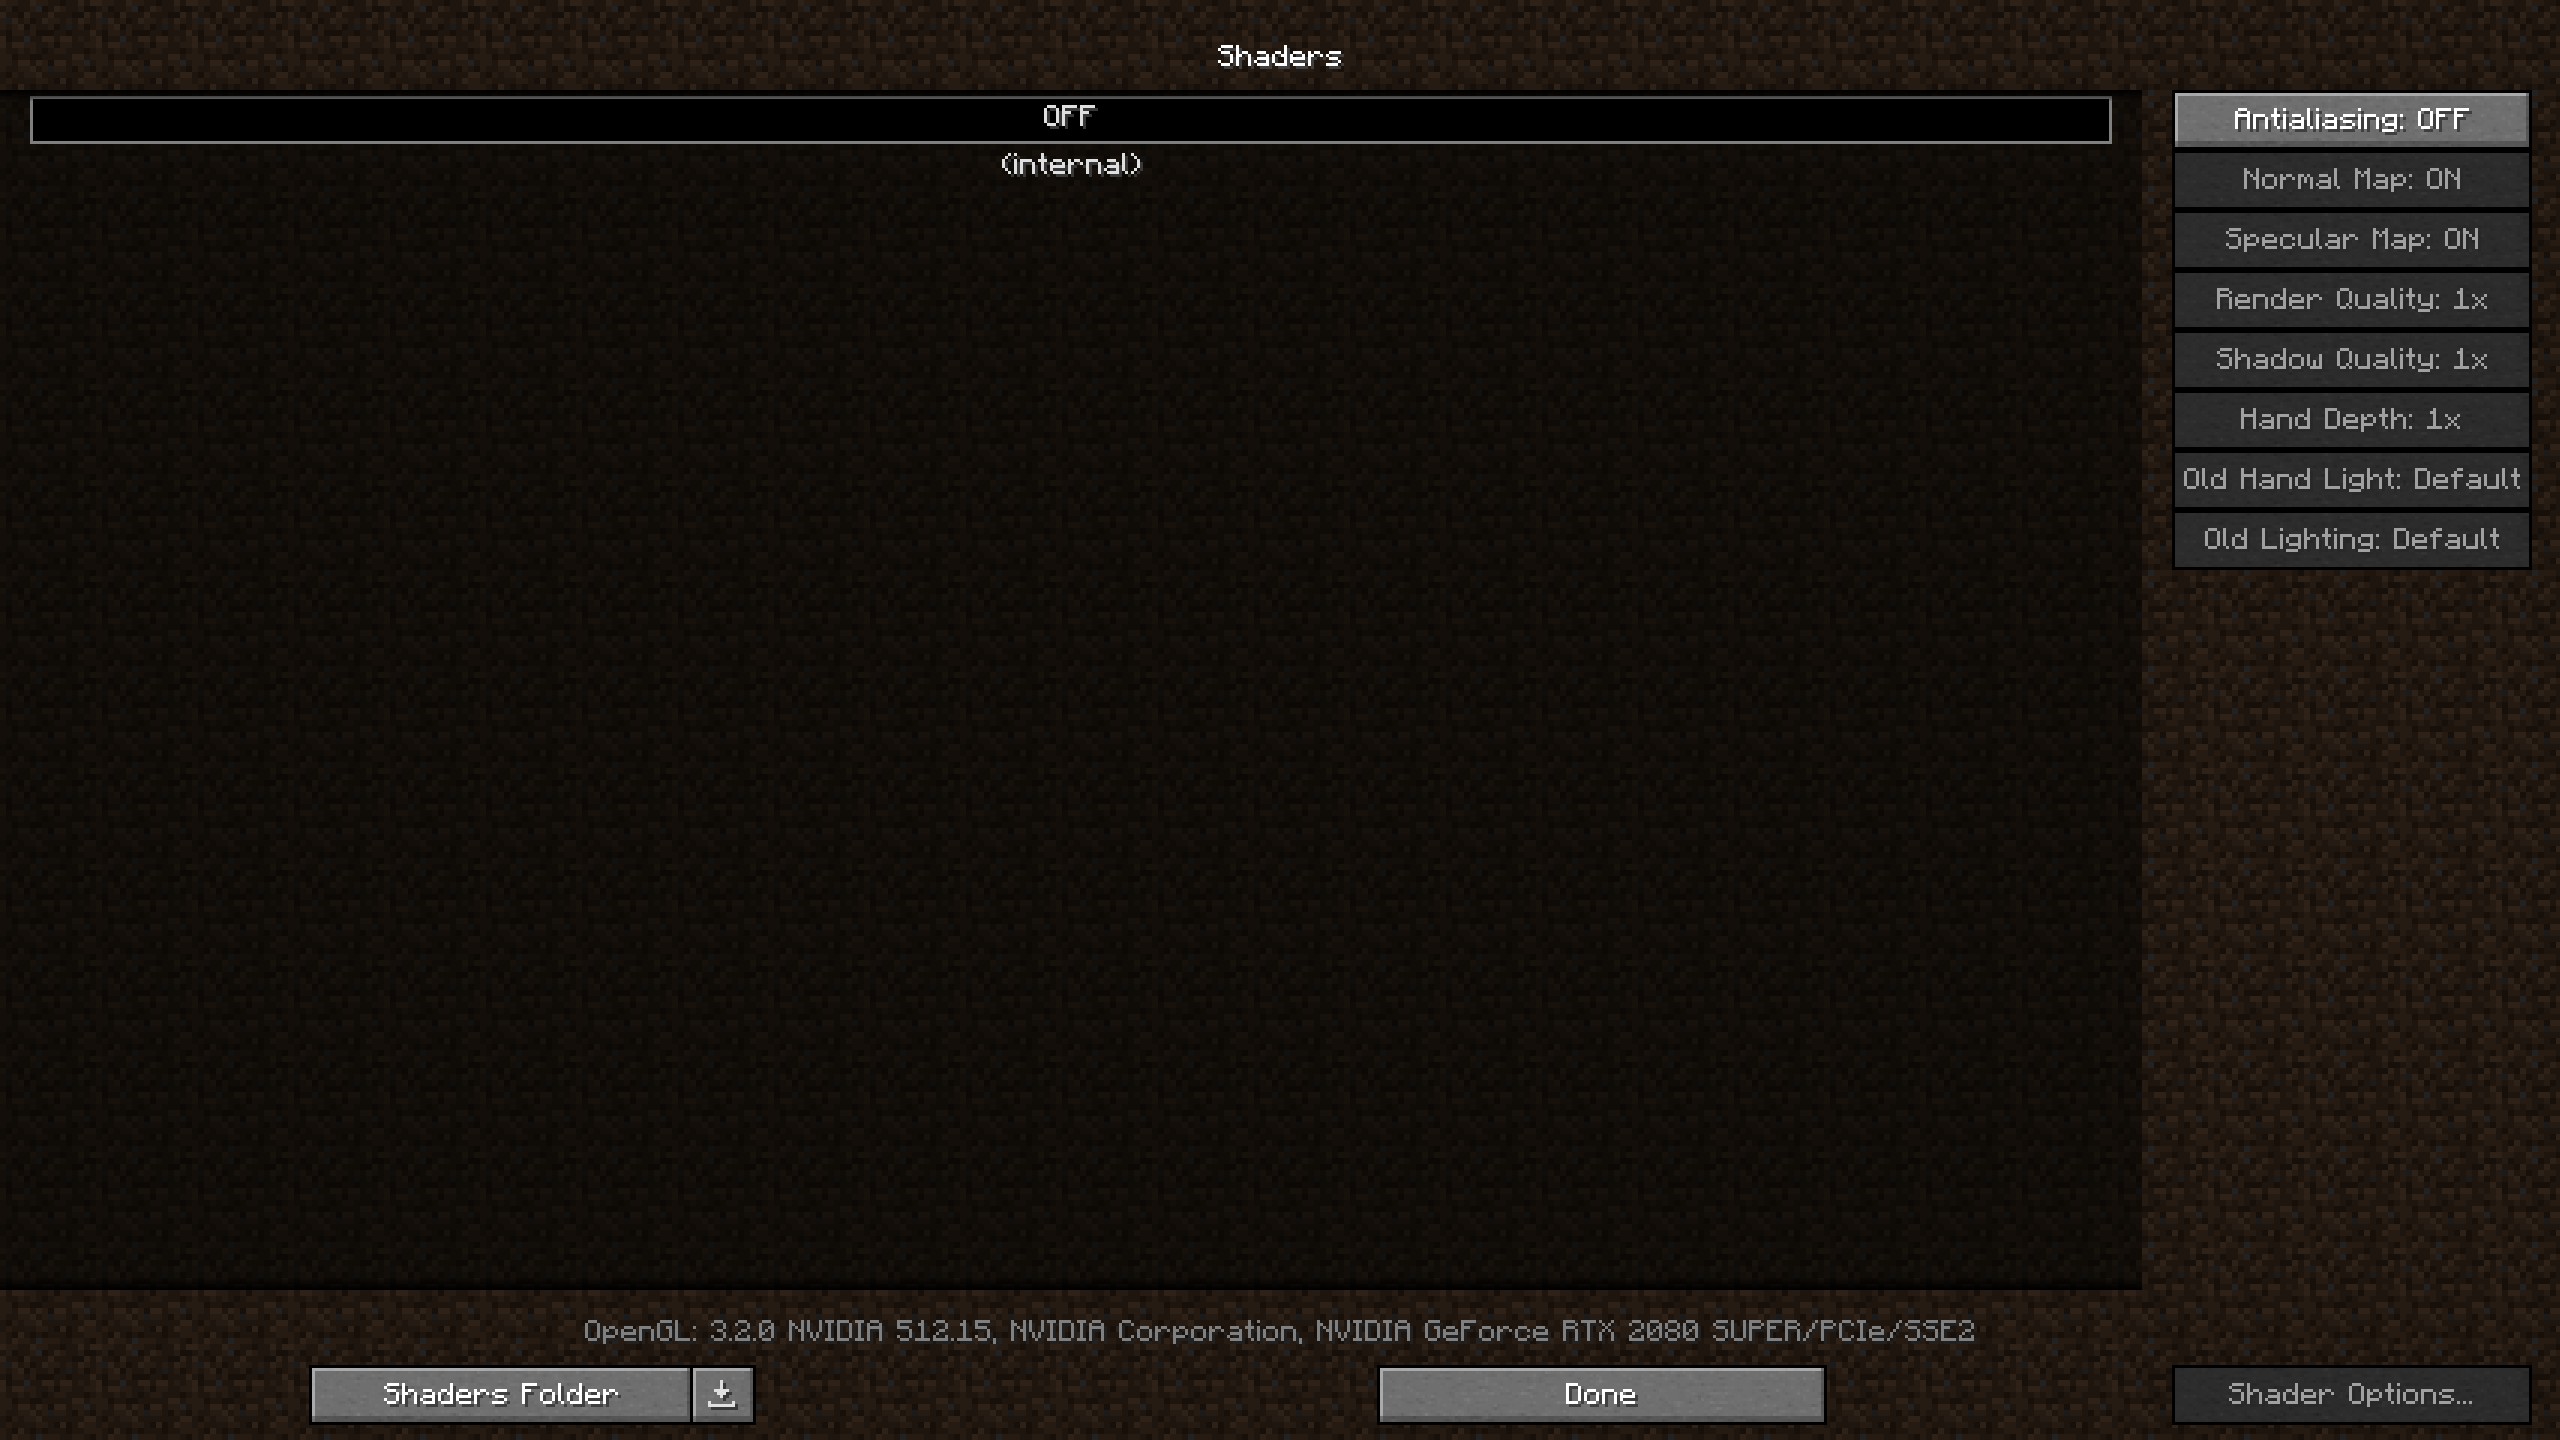 Shaders
OFF
(internal)
Antialiasing: OFF
Normal Map: ON
Specular Map: ON
Render Quality: 1x
Shadow Quality: 1x
Hand Depth: 1x
Old Hand Light: Default
Old Lighting: Default
OpenGL: 3.2.0 NVIDIA 512.15, NVIDIA Corporation, NVIDIA GeForce RTX 2080 SUPER/PCIe/SSE2
Shaders Folder
Done
Shader Options...